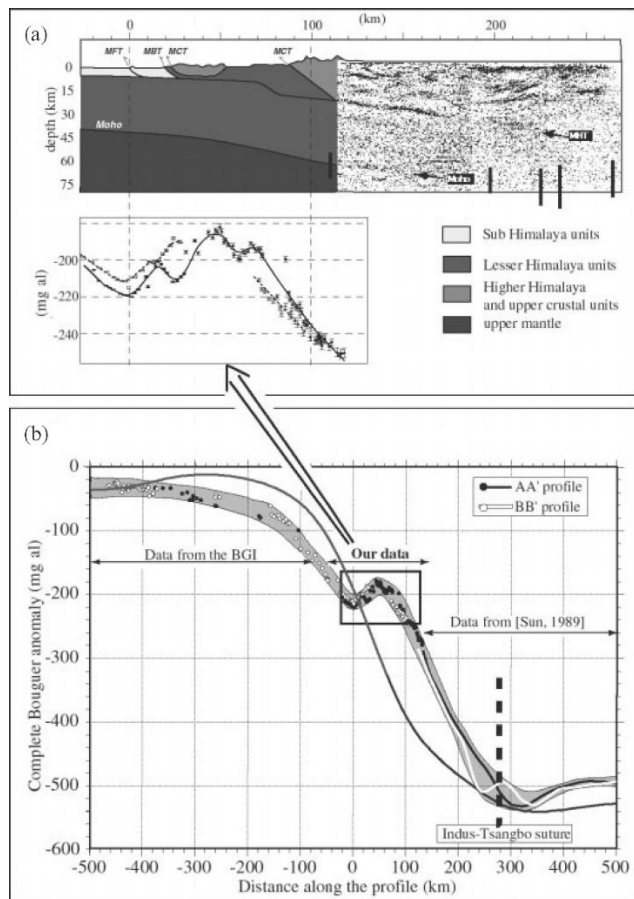 (km)
0 100 200
(a)
MFT MBT MCT MCT
0
15
30
45
60
75
depth (km)
Moho
MHT
Moho
-200
-220
-240
(mg al)
Sub Himalaya units
Lesser Himalaya units
Higher Himalaya
and upper crustal units
upper mantle
(b)
0
-100
-200
-300
-400
-500
-600
Complete Bouguer anomaly (mg al)
AA' profile
BB' profile
Data from the BGI
Our data
Data from [Sun, 1989]
Indus-Tsangbo suture
-500 -400 -300 -200 -100 0 100 200 300 400 500
Distance along the profile (km)